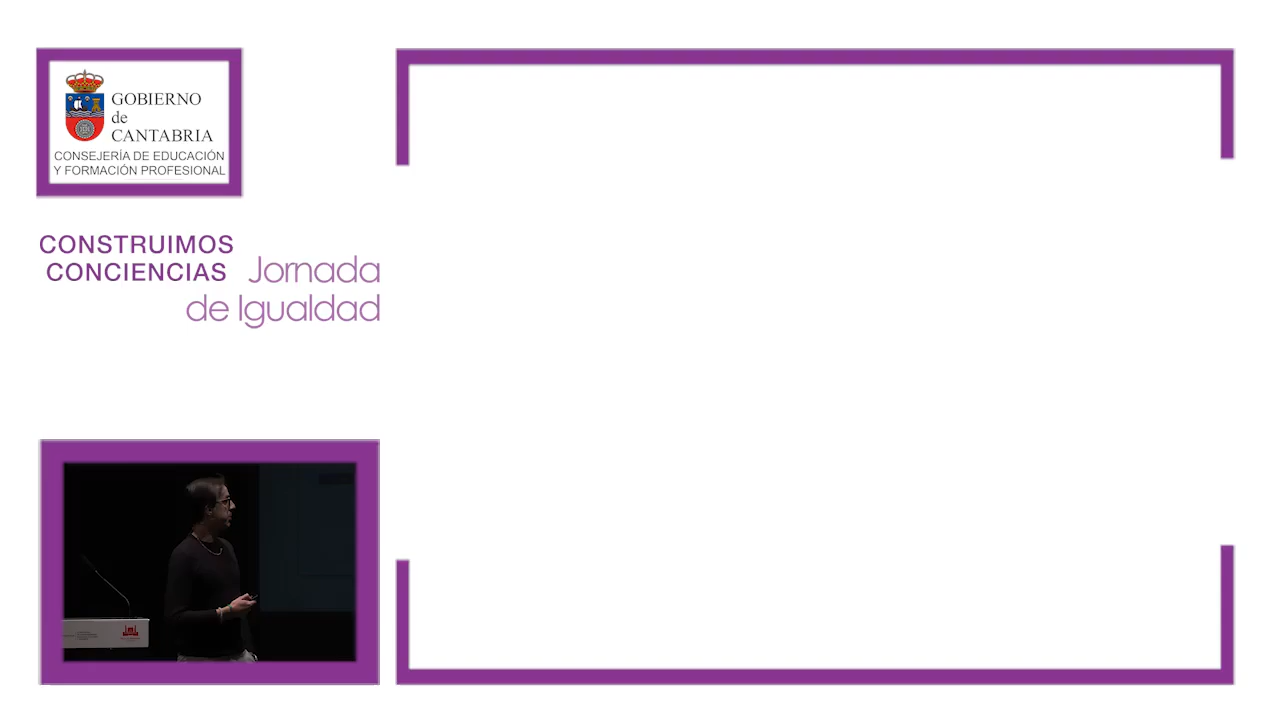 GOBIERNO
de
CANTABRIA
CONSEJERÍA DE EDUCACIÓN
Y FORMACIÓN PROFESIONAL
CONSTRUIMOS
CONCIENCIAS Jornada
de Igualdad